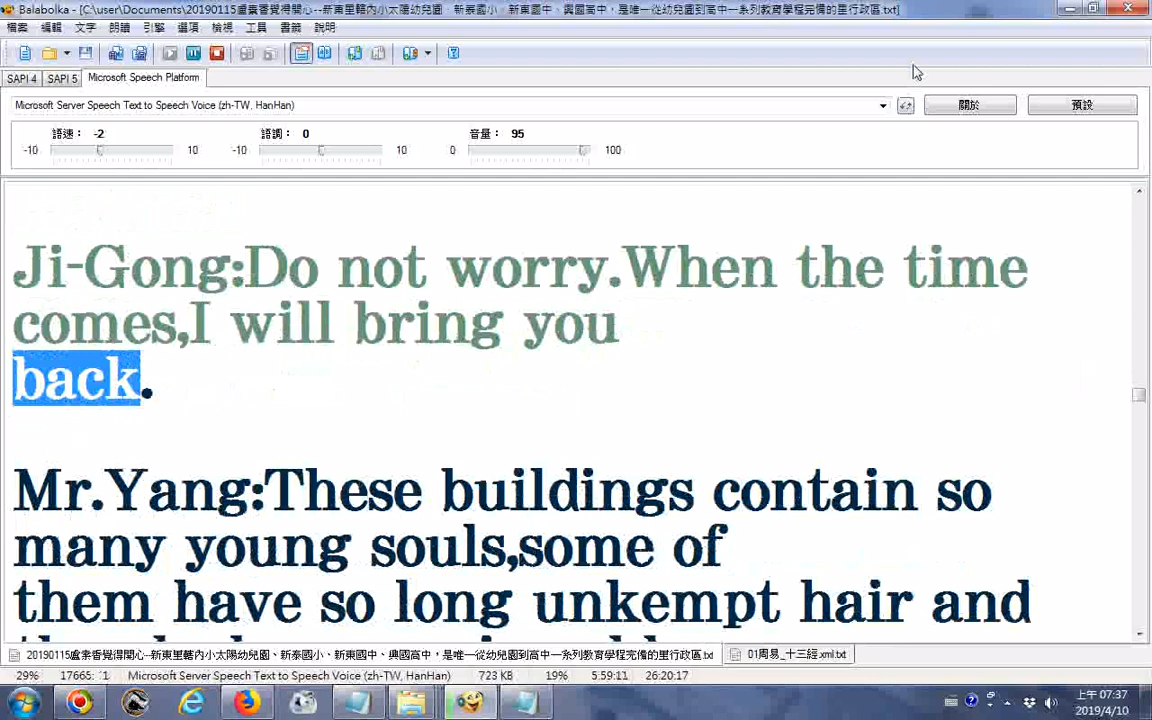 Balabolka - [C:\user\Documents\20190115盧素香覺得開心--新東里轄內小太陽幼兒園、新泰國小、新東國中、興國高中，是唯一從幼兒園到高中一系列教育學程完備的里行政區.txt]
檔案 編輯 文字 朗讀 引擎 選項 檢視 工具 書籤 說明
SAPI 4 SAPI 5 Microsoft Speech Platform
Microsoft Server Speech Text to Speech Voice (zh-TW, HanHan) 關於 預設
語速： -2 語調： 0 音量： 95
-10 10 -10 10 0 100
Ji-Gong:Do not worry.When the time
comes,I will bring you
back.
Mr.Yang:These buildings contain so
many young souls,some of
them have so long unkempt hair and
20190115盧素香覺得開心--新東里轄內小太陽幼兒園、新泰國小、新東國中、興國高中，是唯一從幼兒園到高中一系列教育學程完備的里行政區.txt 01周易_十三經.xml.txt
29% 17665: 1 Microsoft Server Speech Text to Speech Voice (zh-TW, HanHan) 723 KB 19% 5:59:11 26:20:17
上午 07:37
2019/4/10